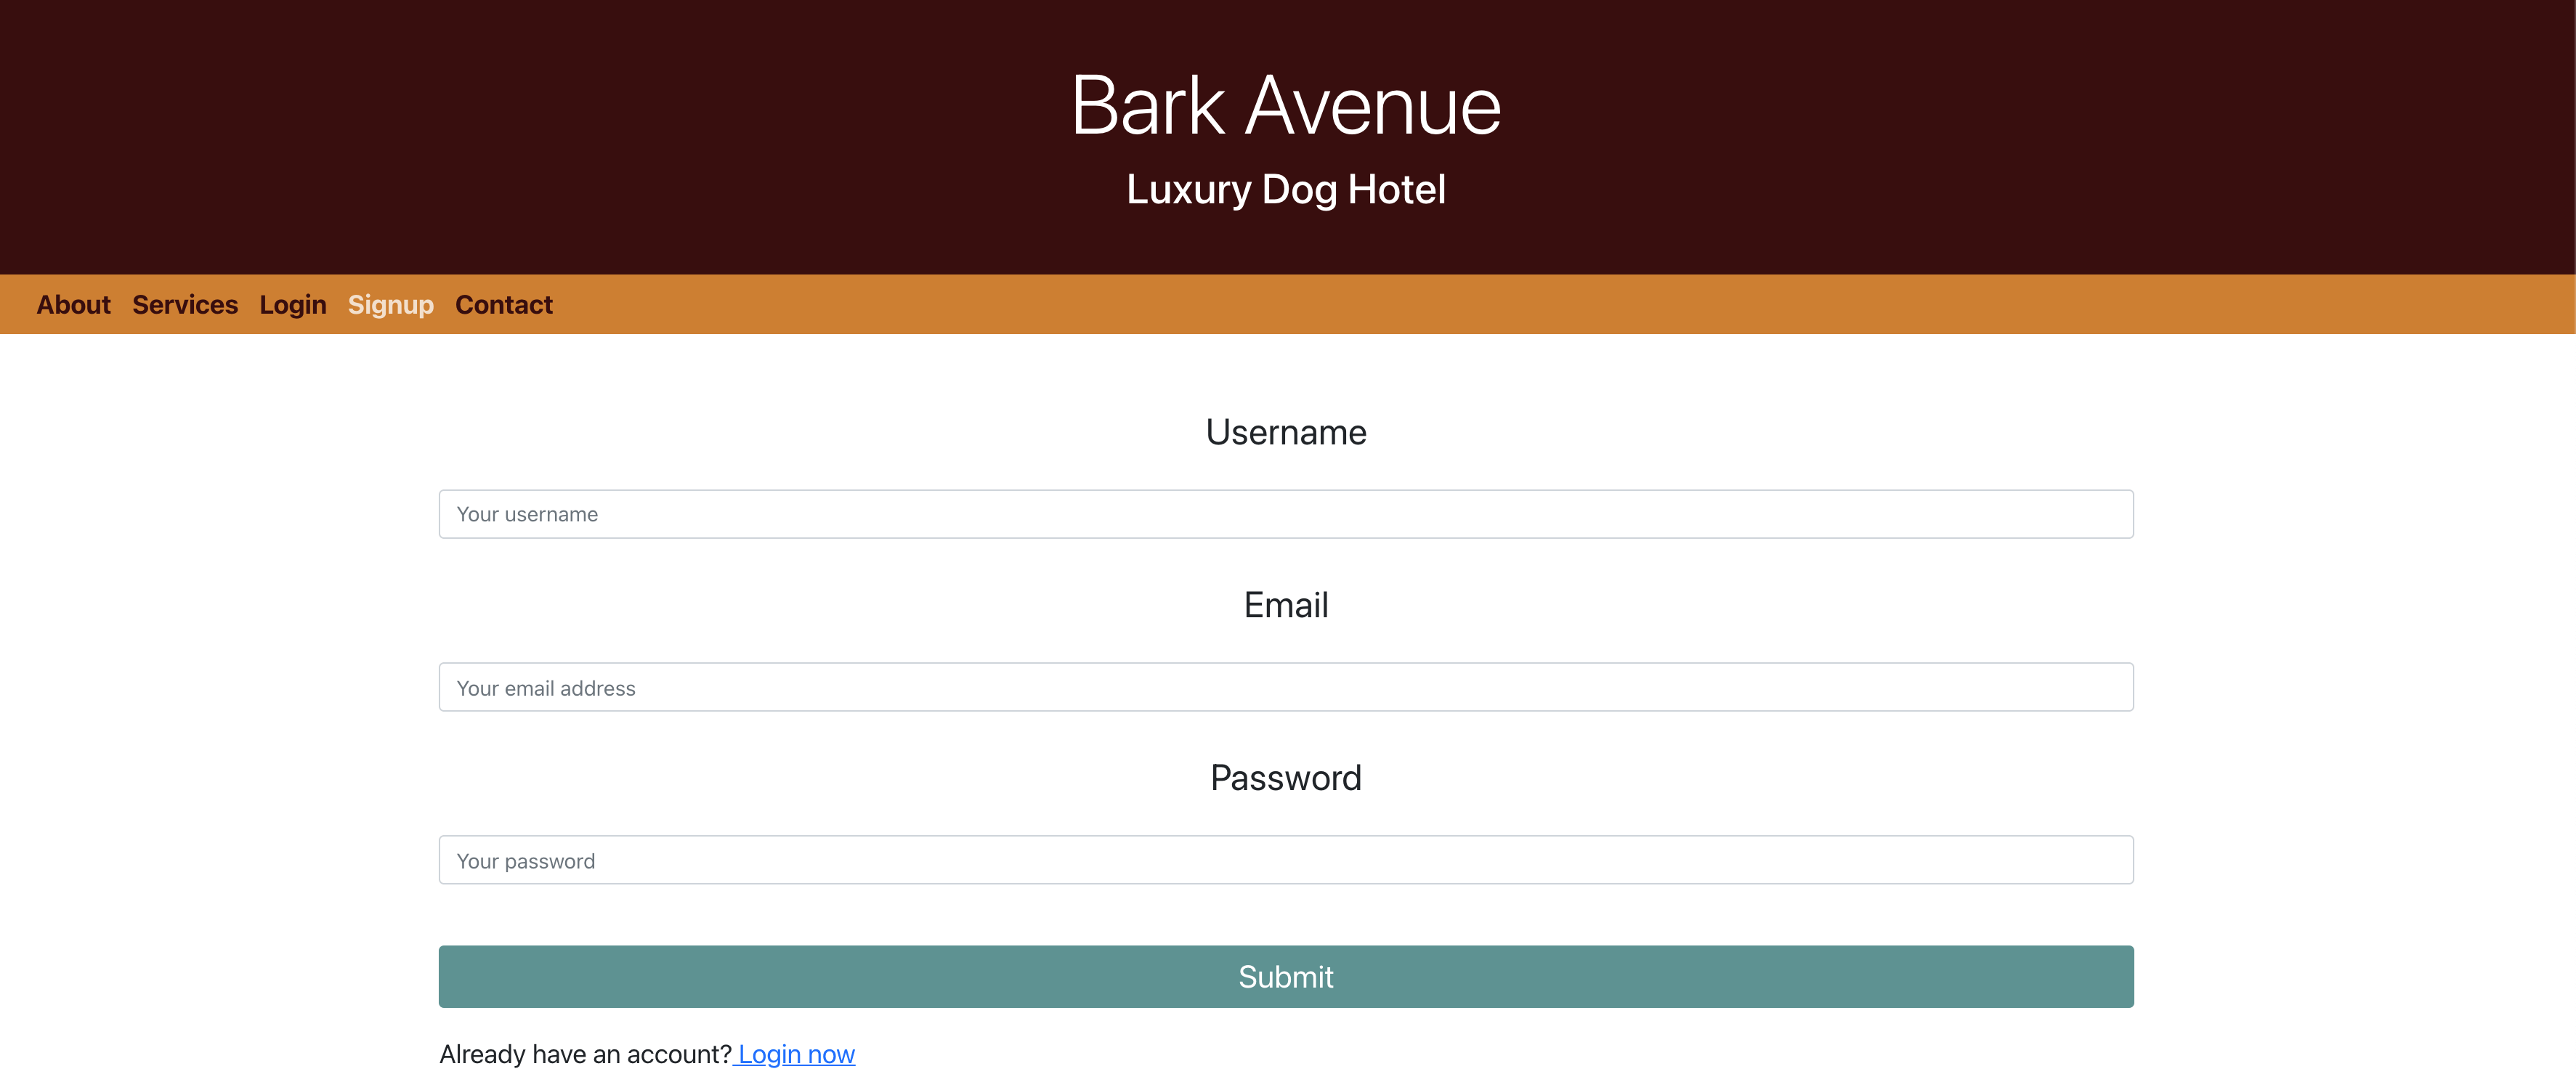 Bark Avenue
Luxury Dog Hotel
About Services Login Signup Contact
Username
Your username
Email
Your email address
Password
Your password
Submit
Already have an account? Login now